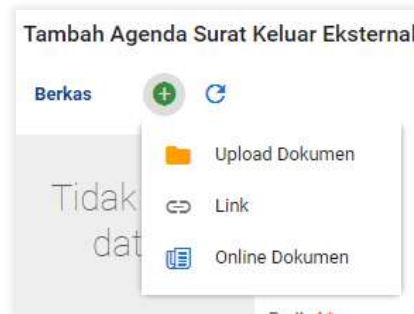 Tambah Agenda Surat Keluar Eksternal
Berkas
Upload Dokumen
Tidak
Link
dat
Online Dokumen